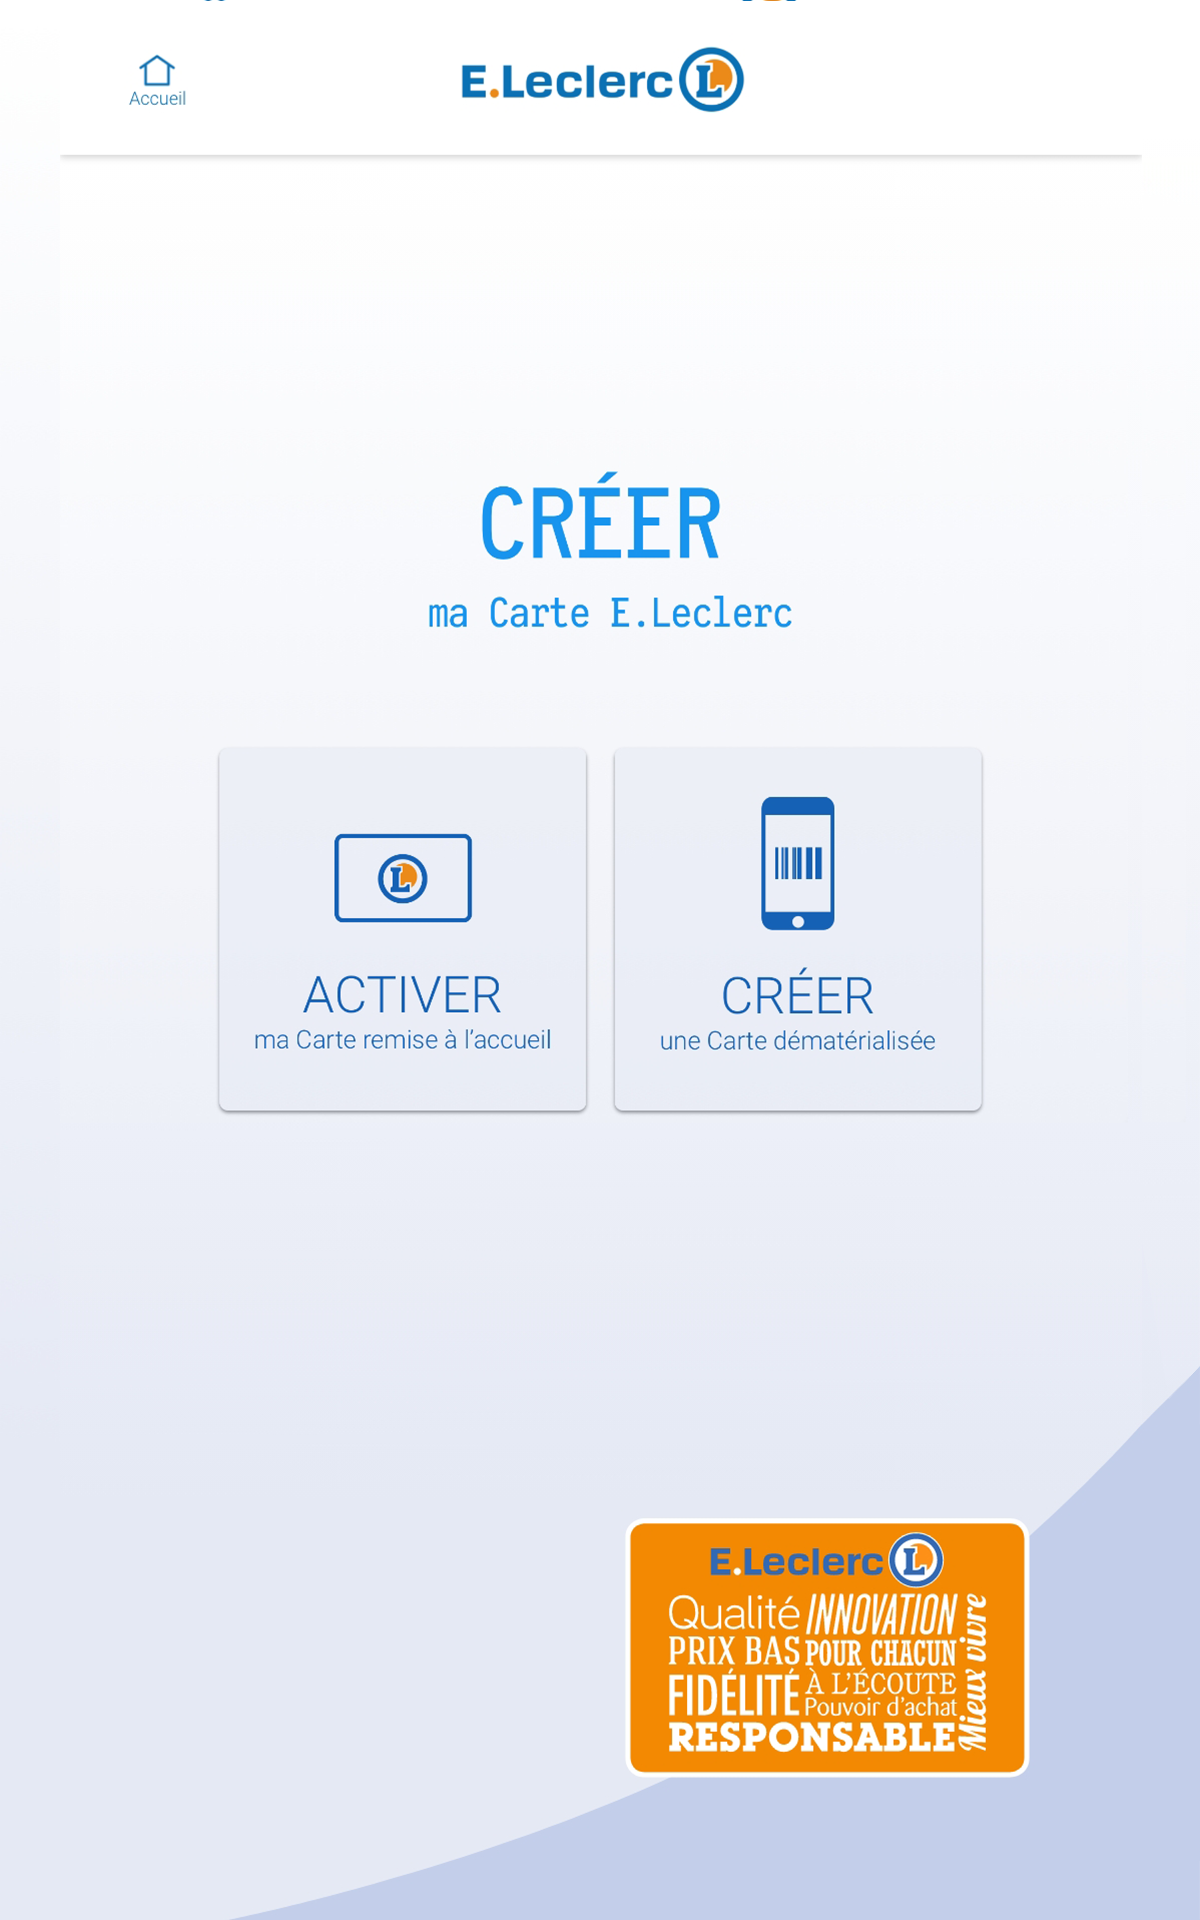 E.Leclerc L
Accueil
CRÉER
ma Carte E.Leclerc
L
ACTIVER
ma Carte remise à l'accueil
CRÉER
une Carte dématérialisée
E.Leclerc L
Qualité INNOVATION
PRIX BAS POUR CHACUN
FIDÉLITÉ À L'ÉCOUTE
Pouvoir d'achat
RESPONSABLE
Mieux vivre